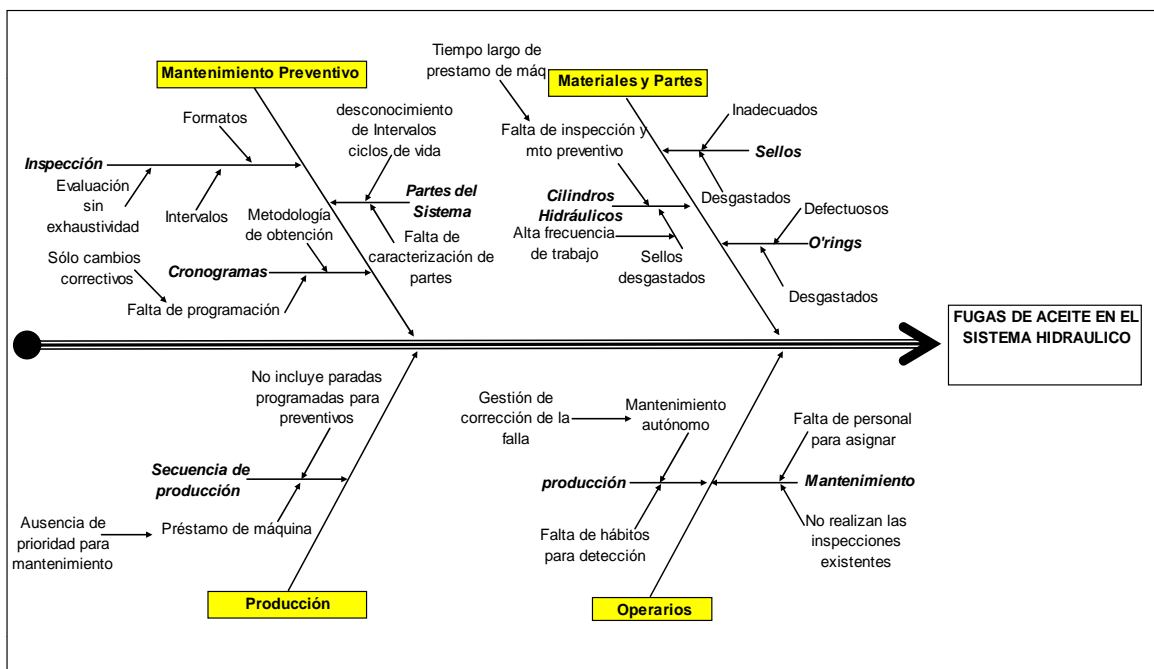 Mantenimiento Preventivo
Formatos
Inspección
Evaluación
sin
exhaustividad
Intervalos
desconocimiento
de Intervalos
ciclos de vida
Partes del
Sistema
Falta de
caracterización de
partes
Metodología
de obtención
Cronogramas
Sólo cambios
correctivos
Falta de programación
Tiempo largo de
prestamo de máq
Materiales y Partes
Falta de inspección y
mto preventivo
Cilindros
Hidráulicos
Alta frecuencia
de trabajo
Sellos
desgastados
Inadecuados
Sellos
Desgastados
Defectuosos
O'rings
Desgastados
FUGAS DE ACEITE EN EL
SISTEMA HIDRAULICO
No incluye paradas
programadas para
preventivos
Secuencia de
producción
Préstamo de máquina
Ausencia de
prioridad para
mantenimiento
Producción
Gestión de
corrección de la
falla
Mantenimiento
autónomo
producción
Falta de hábitos
para detección
Falta de personal
para asignar
Mantenimiento
No realizan las
inspecciones
existentes
Operarios